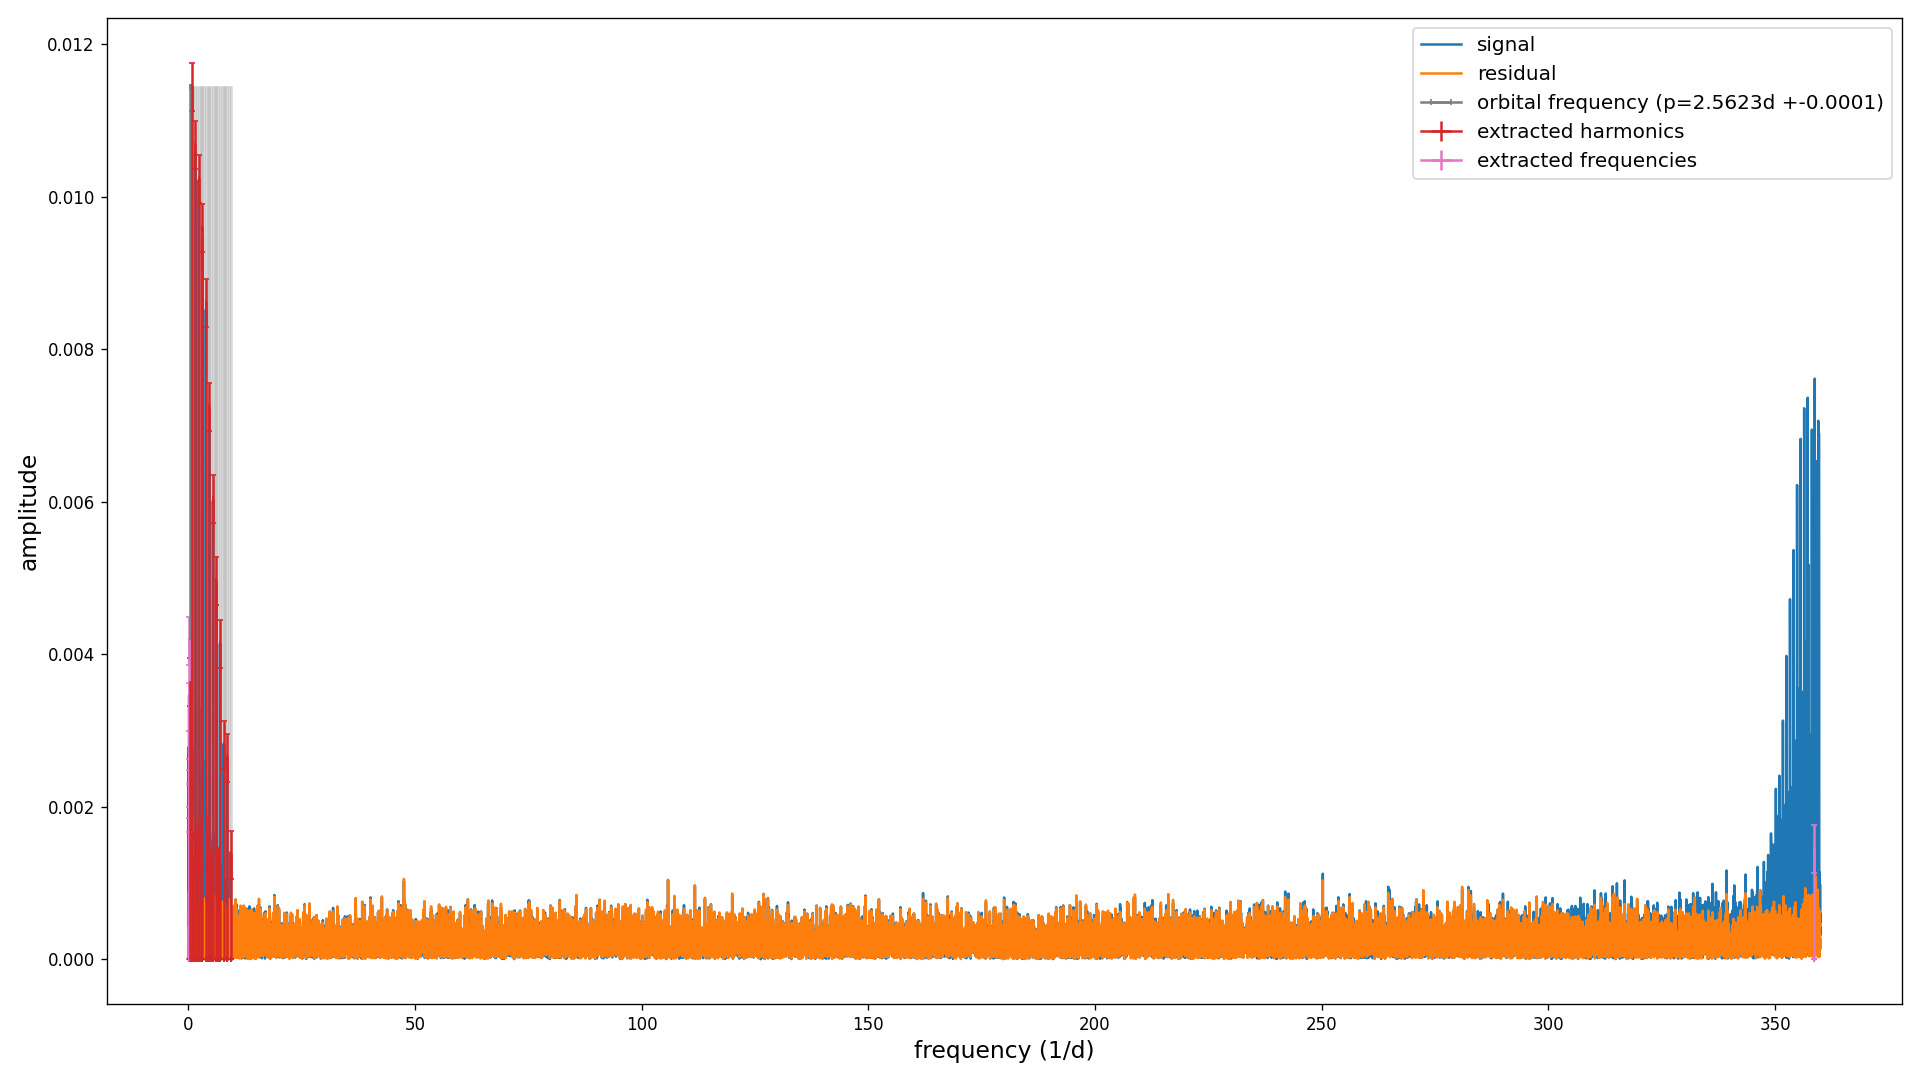 signal
residual
orbital frequency (p=2.5623d +-0.0001)
extracted harmonics
extracted frequencies
amplitude
0.012
0.010
0.008
0.006
0.004
0.002
0.000
0 50 100 150 200 250 300 350
frequency (1/d)